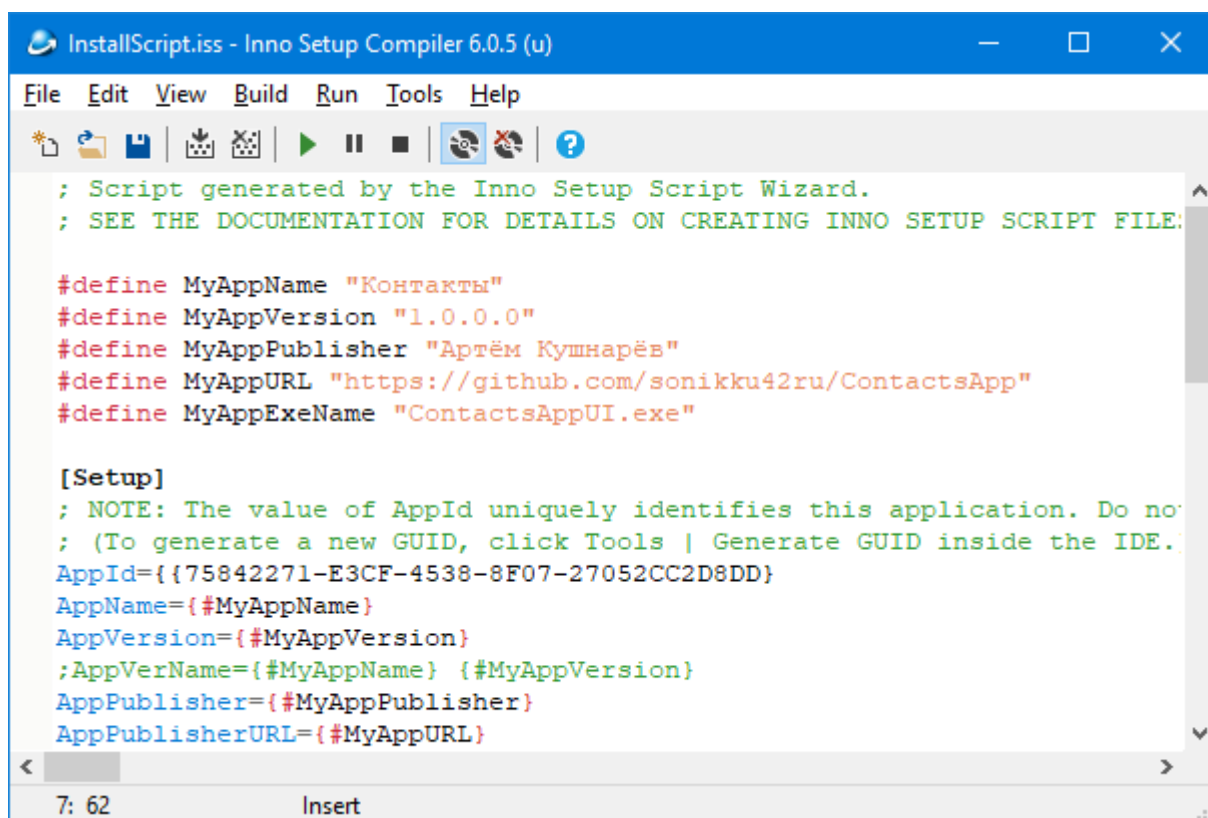 InstallScript.iss - Inno Setup Compiler 6.0.5 (u)
File Edit View Build Run Tools Help
; Script generated by the Inno Setup Script Wizard.
; SEE THE DOCUMENTATION FOR DETAILS ON CREATING INNO SETUP SCRIPT FILES
#define MyAppName "Контакты"
#define MyAppVersion "1.0.0.0"
#define MyAppPublisher "Артём Кушнарёв"
#define MyAppURL "https://github.com/sonikku42ru/ContactsApp"
#define MyAppExeName "ContactsAppUI.exe"
[Setup]
; NOTE: The value of AppId uniquely identifies this application. Do no
; (To generate a new GUID, click Tools | Generate GUID inside the IDE.
AppId={{75842271-E3CF-4538-8F07-27052CC2D8DD}
AppName={#MyAppName}
AppVersion={#MyAppVersion}
;AppVerName={#MyAppName} {#MyAppVersion}
AppPublisher={#MyAppPublisher}
AppPublisherURL={#MyAppURL}
7: 62 Insert